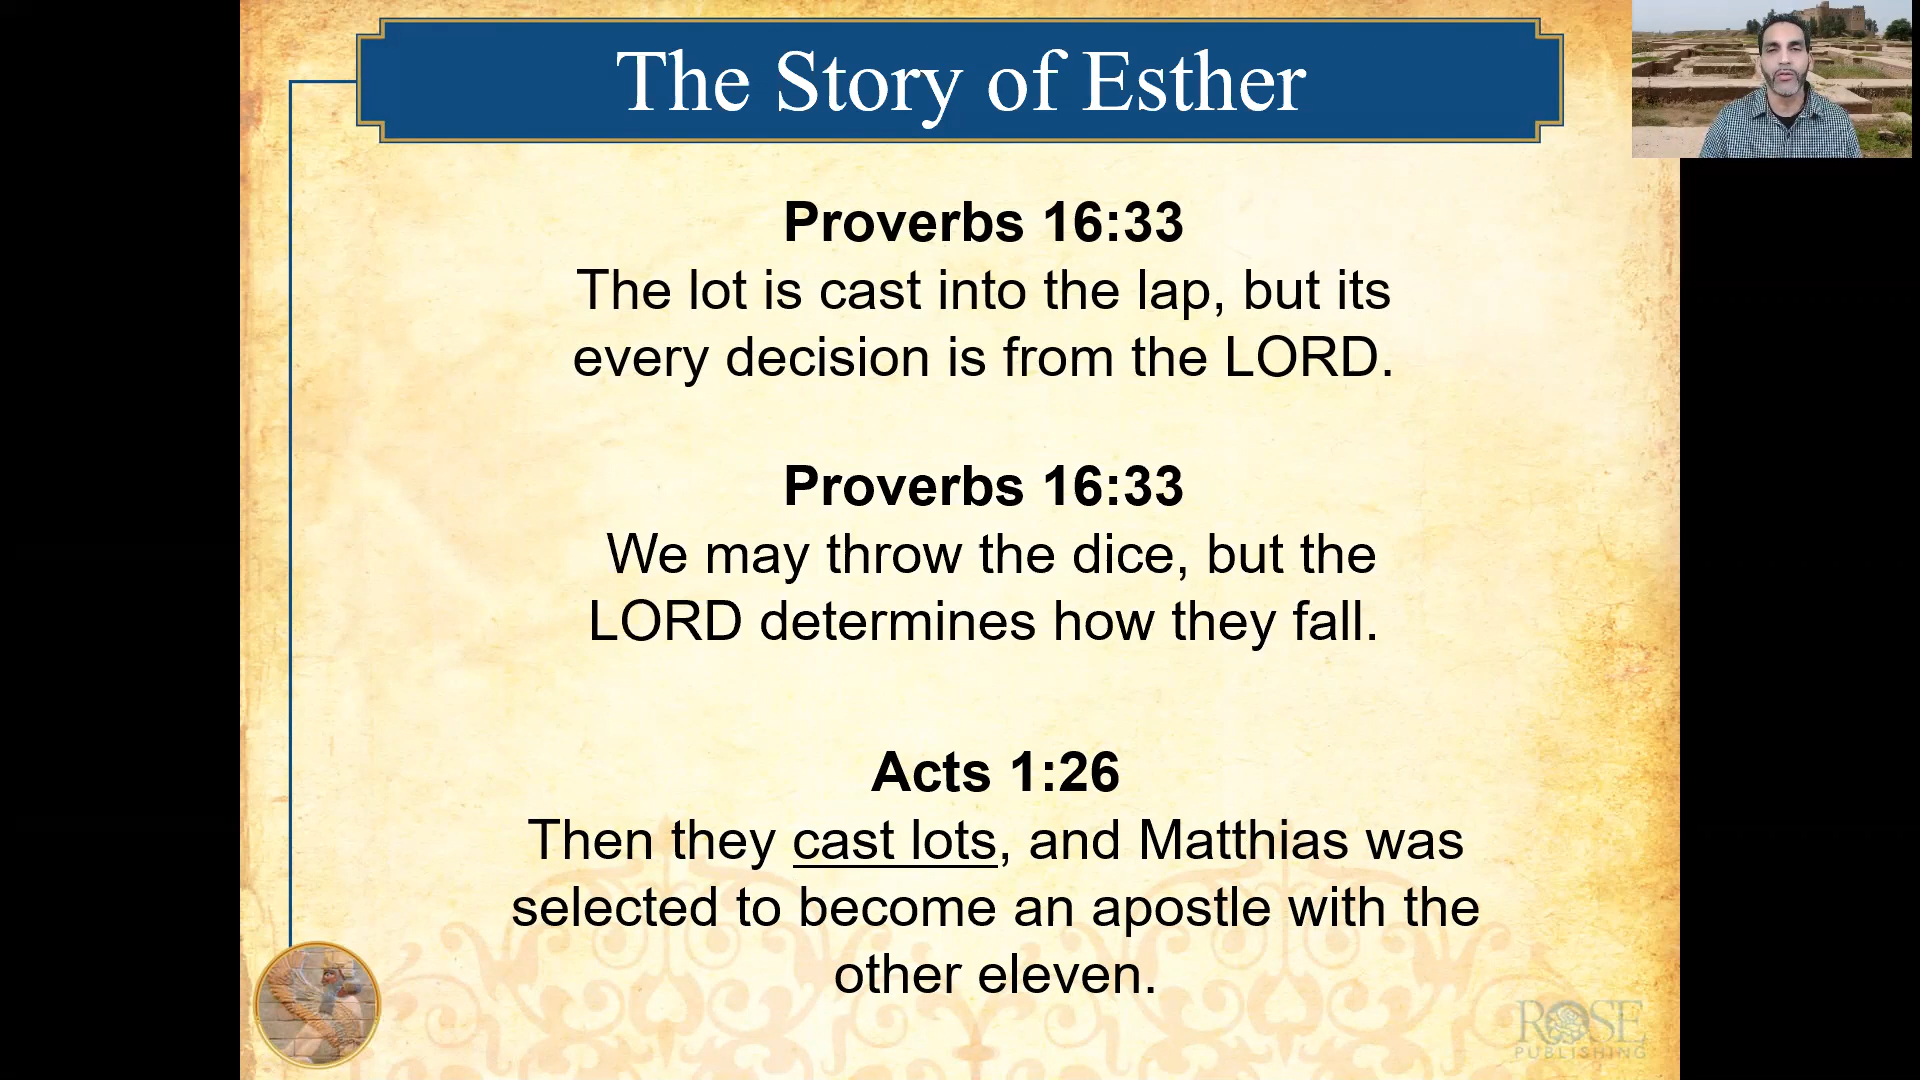 The Story of Esther
Proverbs 16:33
The lot is cast into the lap, but its
every decision is from the LORD.
Proverbs 16:33
We may throw the dice, but the
LORD determines how they fall.
Acts 1:26
Then they cast lots, and Matthias was
selected to become an apostle with the
other eleven.
ROSE
PUBLISHING